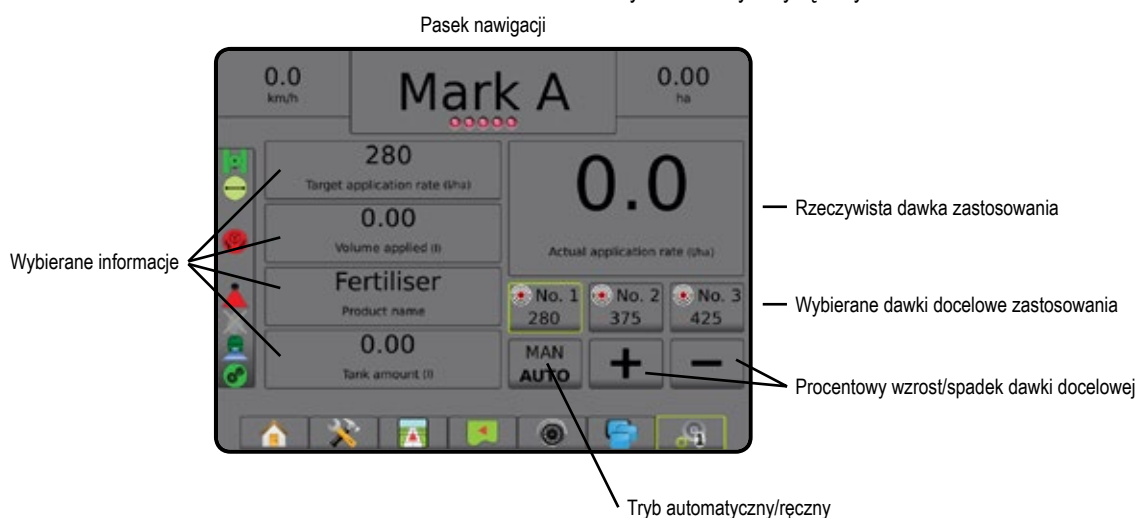 Pasek nawigacji
0.0
km/h
Mark A
0.00
ha
280
Target application rate (l/ha)
0.00
Volume applied (l)
Fertiliser
Product name
0.00
Tank amount (l)
0.0
Actual application rate (l/ha)
No. 1
280
No. 2
375
No. 3
425
MAN
AUTO
+
−
1
Wybierane informacje
Rzeczywista dawka zastosowania
Wybierane dawki docelowe zastosowania
Procentowy wzrost/spadek dawki docelowej
Tryb automatyczny/ręczny